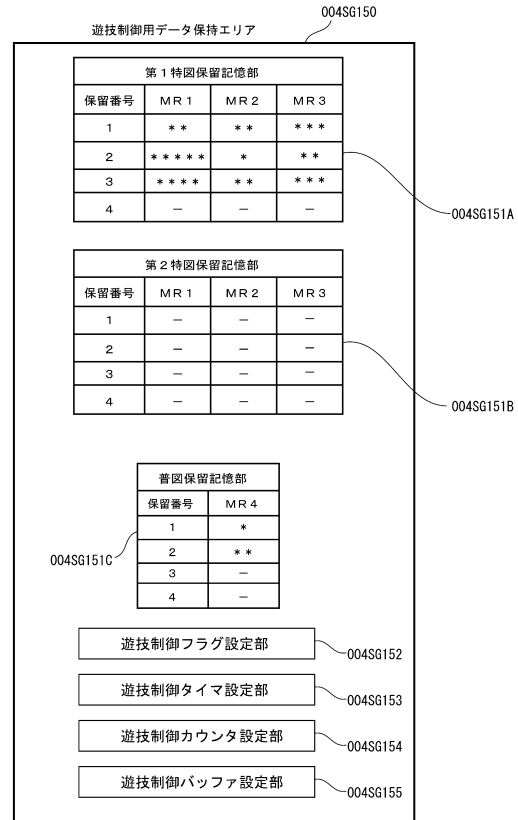 004SG150
遊技制御用データ保持エリア
第1特図保留記憶部
保留番号 MR1 MR2 MR3
1 ** ** ***
2 ***** * **
3 **** ** ***
4 - - -
004SG151A
第2特図保留記憶部
保留番号 MR1 MR2 MR3
1 - - -
2 - - -
3 - - -
4 - - -
004SG151B
普図保留記憶部
保留番号 MR4
1 *
2 **
3 -
4 -
004SG151C
遊技制御フラグ設定部
004SG152
遊技制御タイマ設定部
004SG153
遊技制御カウンタ設定部
004SG154
遊技制御バッファ設定部
004SG155